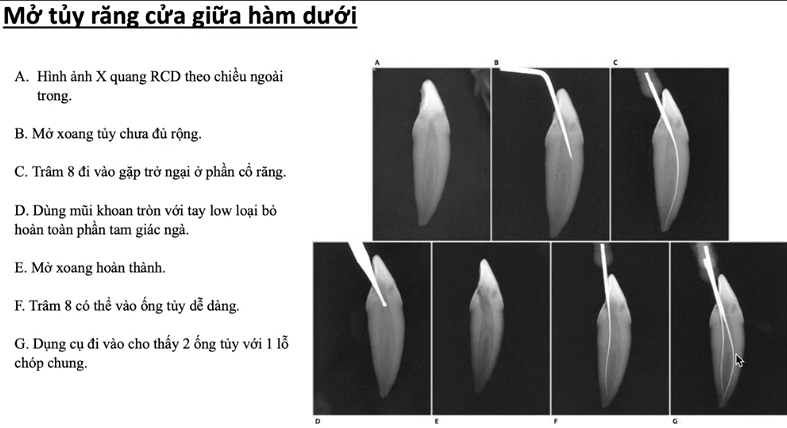 Mở tủy răng cửa giữa hàm dưới
A. Hình ảnh X quang RCD theo chiều ngoài
trong.
B. Mở xoang tủy chưa đủ rộng.
C. Trâm 8 đi vào gặp trở ngại ở phần cổ răng.
D. Dùng mũi khoan tròn với tay low loại bỏ
hoàn toàn phần tam giác ngà.
E. Mở xoang hoàn thành.
F. Trâm 8 có thể vào ống tủy dễ dàng.
G. Dụng cụ đi vào cho thấy 2 ống tủy với 1 lỗ
chóp chung.
A B C
D E F G